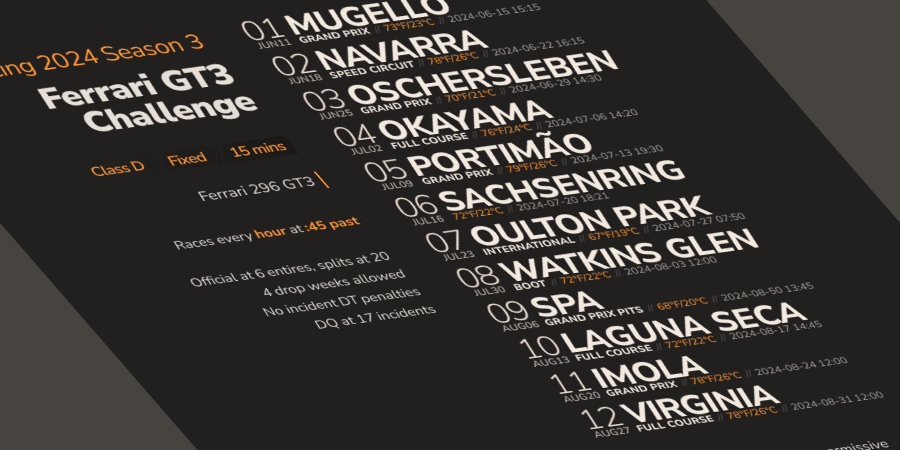 2024 Season 3
Ferrari GT3
Challenge
Class D Fixed 15 mins
Ferrari 296 GT3
Races every hour at :45 past
Official at 6 entires, splits at 20
4 drop weeks allowed
No incident DT penalties
DQ at 17 incidents
01 MUGELLO
JUN11 GRAND PRIX // 73°F/23°C // 2024-06-15 15:15
02 NAVARRA
JUN18 SPEED CIRCUIT // 78°F/26°C // 2024-06-22 16:15
03 OSCHERSLEBEN
JUN25 GRAND PRIX // 70°F/21°C // 2024-06-29 14:30
04 OKAYAMA
JUL02 FULL COURSE // 76°F/24°C // 2024-07-06 14:20
05 PORTIMÃO
JUL09 GRAND PRIX // 79°F/26°C // 2024-07-13 19:30
06 SACHSENRING
JUL16 72°F/22°C // 2024-07-20 18:21
07 OULTON PARK
JUL23 INTERNATIONAL // 67°F/19°C // 2024-07-27 07:50
08 WATKINS GLEN
JUL30 BOOT // 72°F/22°C // 2024-08-03 12:00
09 SPA
AUG06 GRAND PRIX PITS // 68°F/20°C // 2024-08-50 13:45
10 LAGUNA SECA
AUG13 FULL COURSE // 72°F/22°C // 2024-08-17 14:45
11 IMOLA
AUG20 GRAND PRIX // 78°F/26°C // 2024-08-24 12:00
12 VIRGINIA
AUG27 FULL COURSE // 78°F/26°C // 2024-08-31 12:00